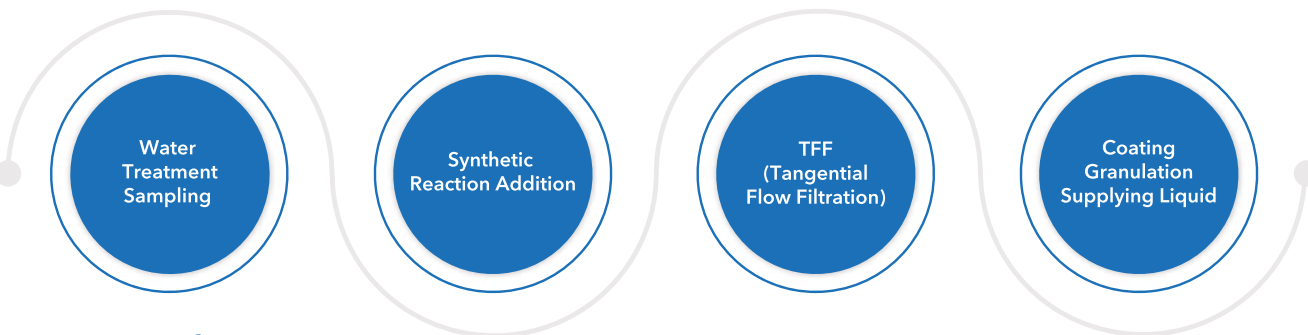 Water
Treatment
Sampling
Synthetic
Reaction Addition
TFF
(Tangential
Flow Filtration)
Coating
Granulation
Supplying Liquid